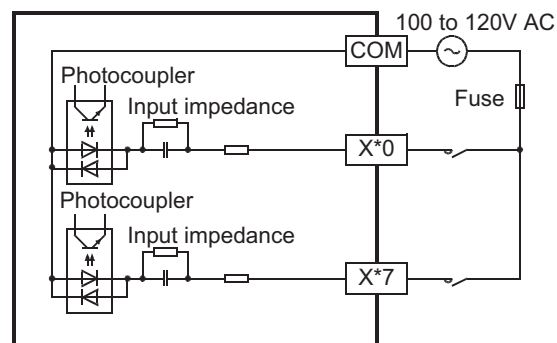 100 to 120V AC
COM
Photocoupler
Input impedance
Fuse
X*0
Photocoupler
Input impedance
X*7